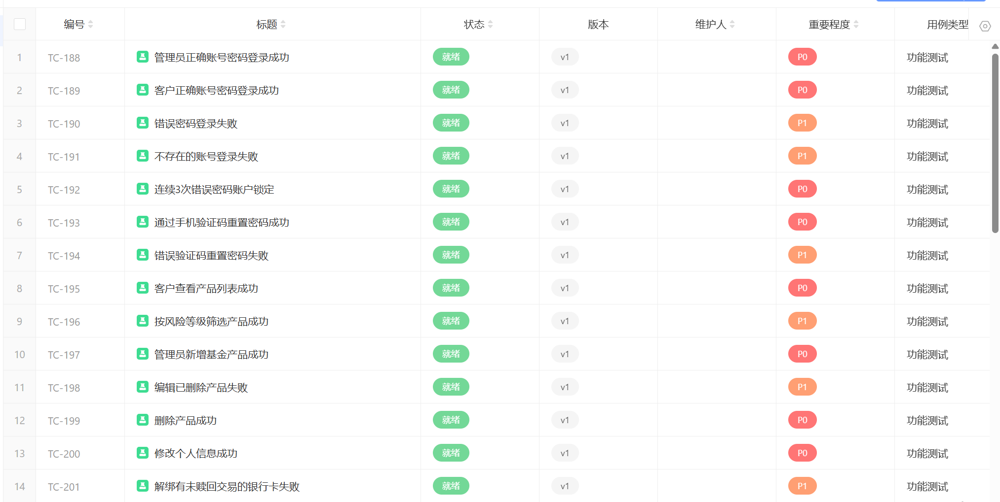 编号 标题 状态 版本 维护人 重要程度 用例类型
1 TC-188 管理员正确账号密码登录成功 就绪 v1 P0 功能测试
2 TC-189 客户正确账号密码登录成功 就绪 v1 P0 功能测试
3 TC-190 错误密码登录失败 就绪 v1 P1 功能测试
4 TC-191 不存在的账号登录失败 就绪 v1 P1 功能测试
5 TC-192 连续3次错误密码账户锁定 就绪 v1 P0 功能测试
6 TC-193 通过手机验证码重置密码成功 就绪 v1 P0 功能测试
7 TC-194 错误验证码重置密码失败 就绪 v1 P1 功能测试
8 TC-195 客户查看产品列表成功 就绪 v1 P0 功能测试
9 TC-196 按风险等级筛选产品成功 就绪 v1 P1 功能测试
10 TC-197 管理员新增基金产品成功 就绪 v1 P0 功能测试
11 TC-198 编辑已删除产品失败 就绪 v1 P1 功能测试
12 TC-199 删除产品成功 就绪 v1 P0 功能测试
13 TC-200 修改个人信息成功 就绪 v1 P0 功能测试
14 TC-201 解绑有未赎回交易的银行卡失败 就绪 v1 P1 功能测试